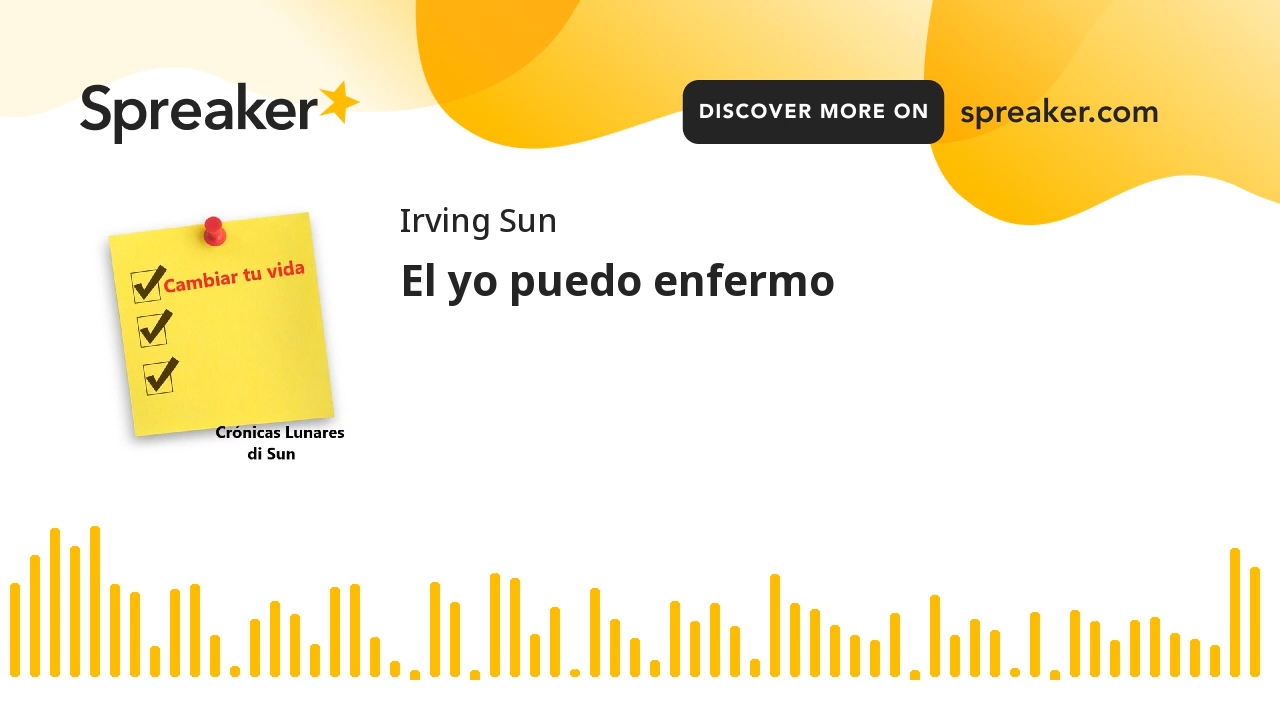 Spreaker
DISCOVER MORE ON spreaker.com
Irving Sun
El yo puedo enfermo
Cambiar tu vida
Crónicas Lunares
di Sun